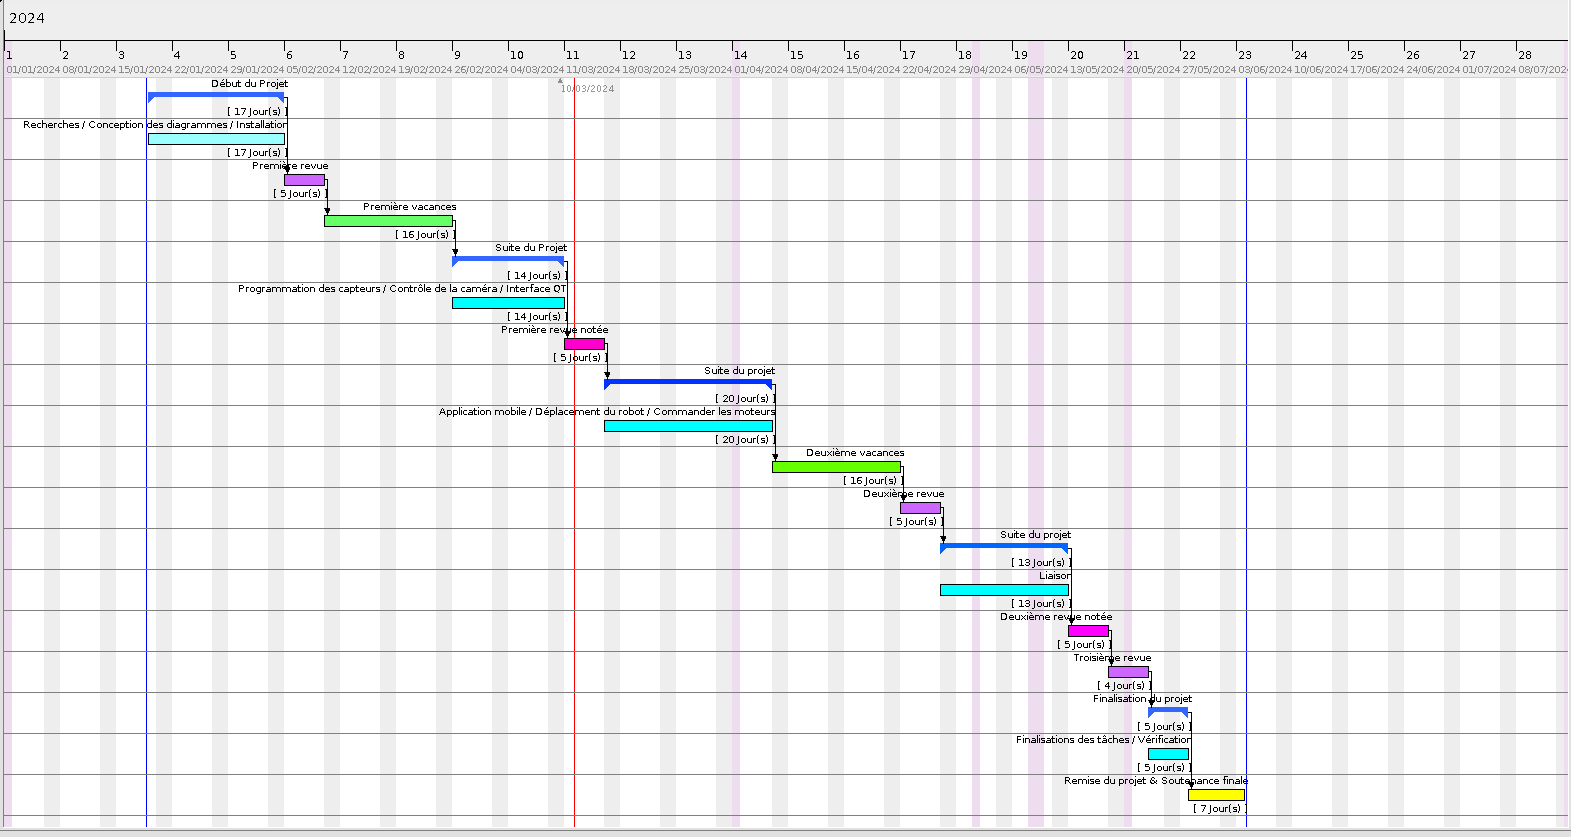 2024
1 2 3 4 5 6 7 8 9 10 11 12 13 14 15 16 17 18 19 20 21 22 23 24 25 26 27 28
01/01/2024 08/01/2024 15/01/2024 22/01/2024 29/01/2024 05/02/2024 12/02/2024 19/02/2024 26/02/2024 04/03/2024 11/03/2024 18/03/2024 25/03/2024 01/04/2024 08/04/2024 15/04/2024 22/04/2024 29/04/2024 06/05/2024 13/05/2024 20/05/2024 27/05/2024 03/06/2024 10/06/2024 17/06/2024 24/06/2024 01/07/2024 08/07/2024
10/03/2024
Début du Projet
[ 17 Jour(s) ]
Recherches / Conception des diagrammes / Installation
[ 17 Jour(s) ]
Première revue
[ 5 Jour(s) ]
Première vacances
[ 16 Jour(s) ]
Suite du Projet
[ 14 Jour(s) ]
Programmation des capteurs / Contrôle de la caméra / Interface QT
[ 14 Jour(s) ]
Première revue notée
[ 5 Jour(s) ]
Suite du projet
[ 20 Jour(s) ]
Application mobile / Déplacement du robot / Commander les moteurs
[ 20 Jour(s) ]
Deuxième vacances
[ 16 Jour(s) ]
Deuxième revue
[ 5 Jour(s) ]
Suite du projet
[ 13 Jour(s) ]
Liaison
[ 13 Jour(s) ]
Deuxième revue notée
[ 5 Jour(s) ]
Troisième revue
[ 4 Jour(s) ]
Finalisation du projet
[ 5 Jour(s) ]
Finalisations des tâches / Vérification
[ 5 Jour(s) ]
Remise du projet & Soutenance finale
[ 7 Jour(s) ]